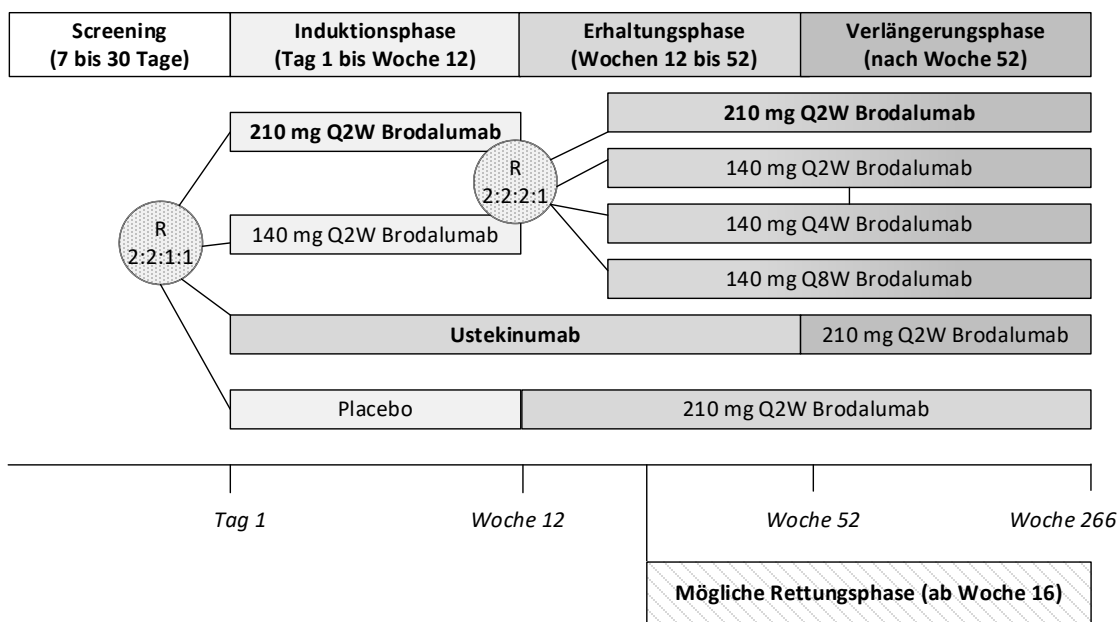 Screening
(7 bis 30 Tage)
Induktionsphase
(Tag 1 bis Woche 12)
Erhaltungsphase
(Wochen 12 bis 52)
Verlängerungsphase
(nach Woche 52)
210 mg Q2W Brodalumab
210 mg Q2W Brodalumab
R
2:2:2:1
140 mg Q2W Brodalumab
R
2:2:1:1
140 mg Q2W Brodalumab
140 mg Q4W Brodalumab
140 mg Q8W Brodalumab
Ustekinumab
210 mg Q2W Brodalumab
Placebo
210 mg Q2W Brodalumab
Tag 1
Woche 12
Woche 52
Woche 266
Mögliche Rettungsphase (ab Woche 16)